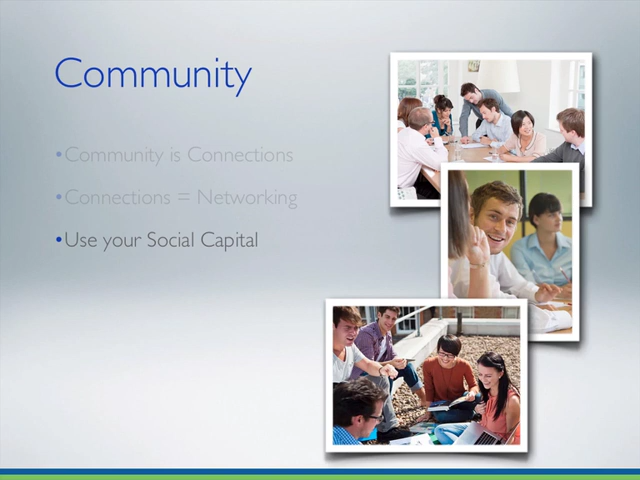 Community
•Community is Connections
•Connections = Networking
•Use your Social Capital